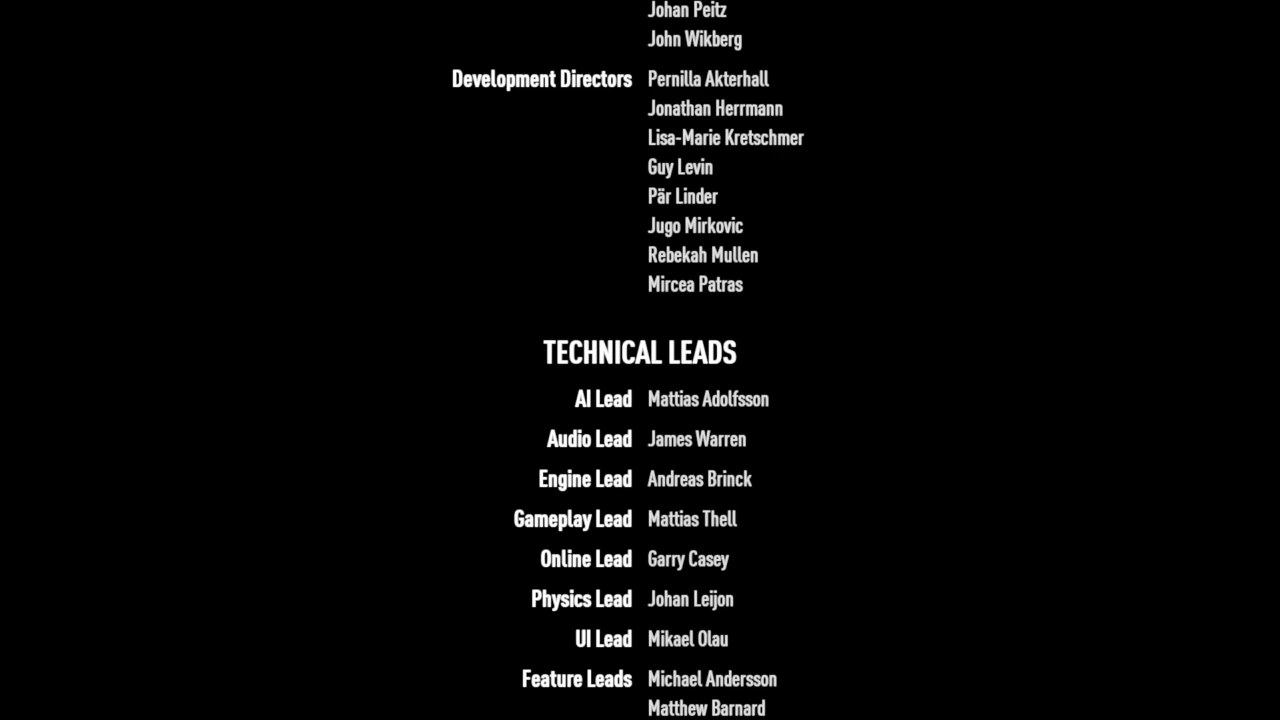 Johan Peitz
John Wikberg
Development Directors Pernilla Akterhall
Jonathan Herrmann
Lisa-Marie Kretschmer
Guy Levin
Pär Linder
Jugo Mirkovic
Rebekah Mullen
Mircea Patras
TECHNICAL LEADS
AI Lead Mattias Adolfsson
Audio Lead James Warren
Engine Lead Andreas Brinck
Gameplay Lead Mattias Thell
Online Lead Garry Casey
Physics Lead Johan Leijon
UI Lead Mikael Olau
Feature Leads Michael Andersson
Matthew Barnard